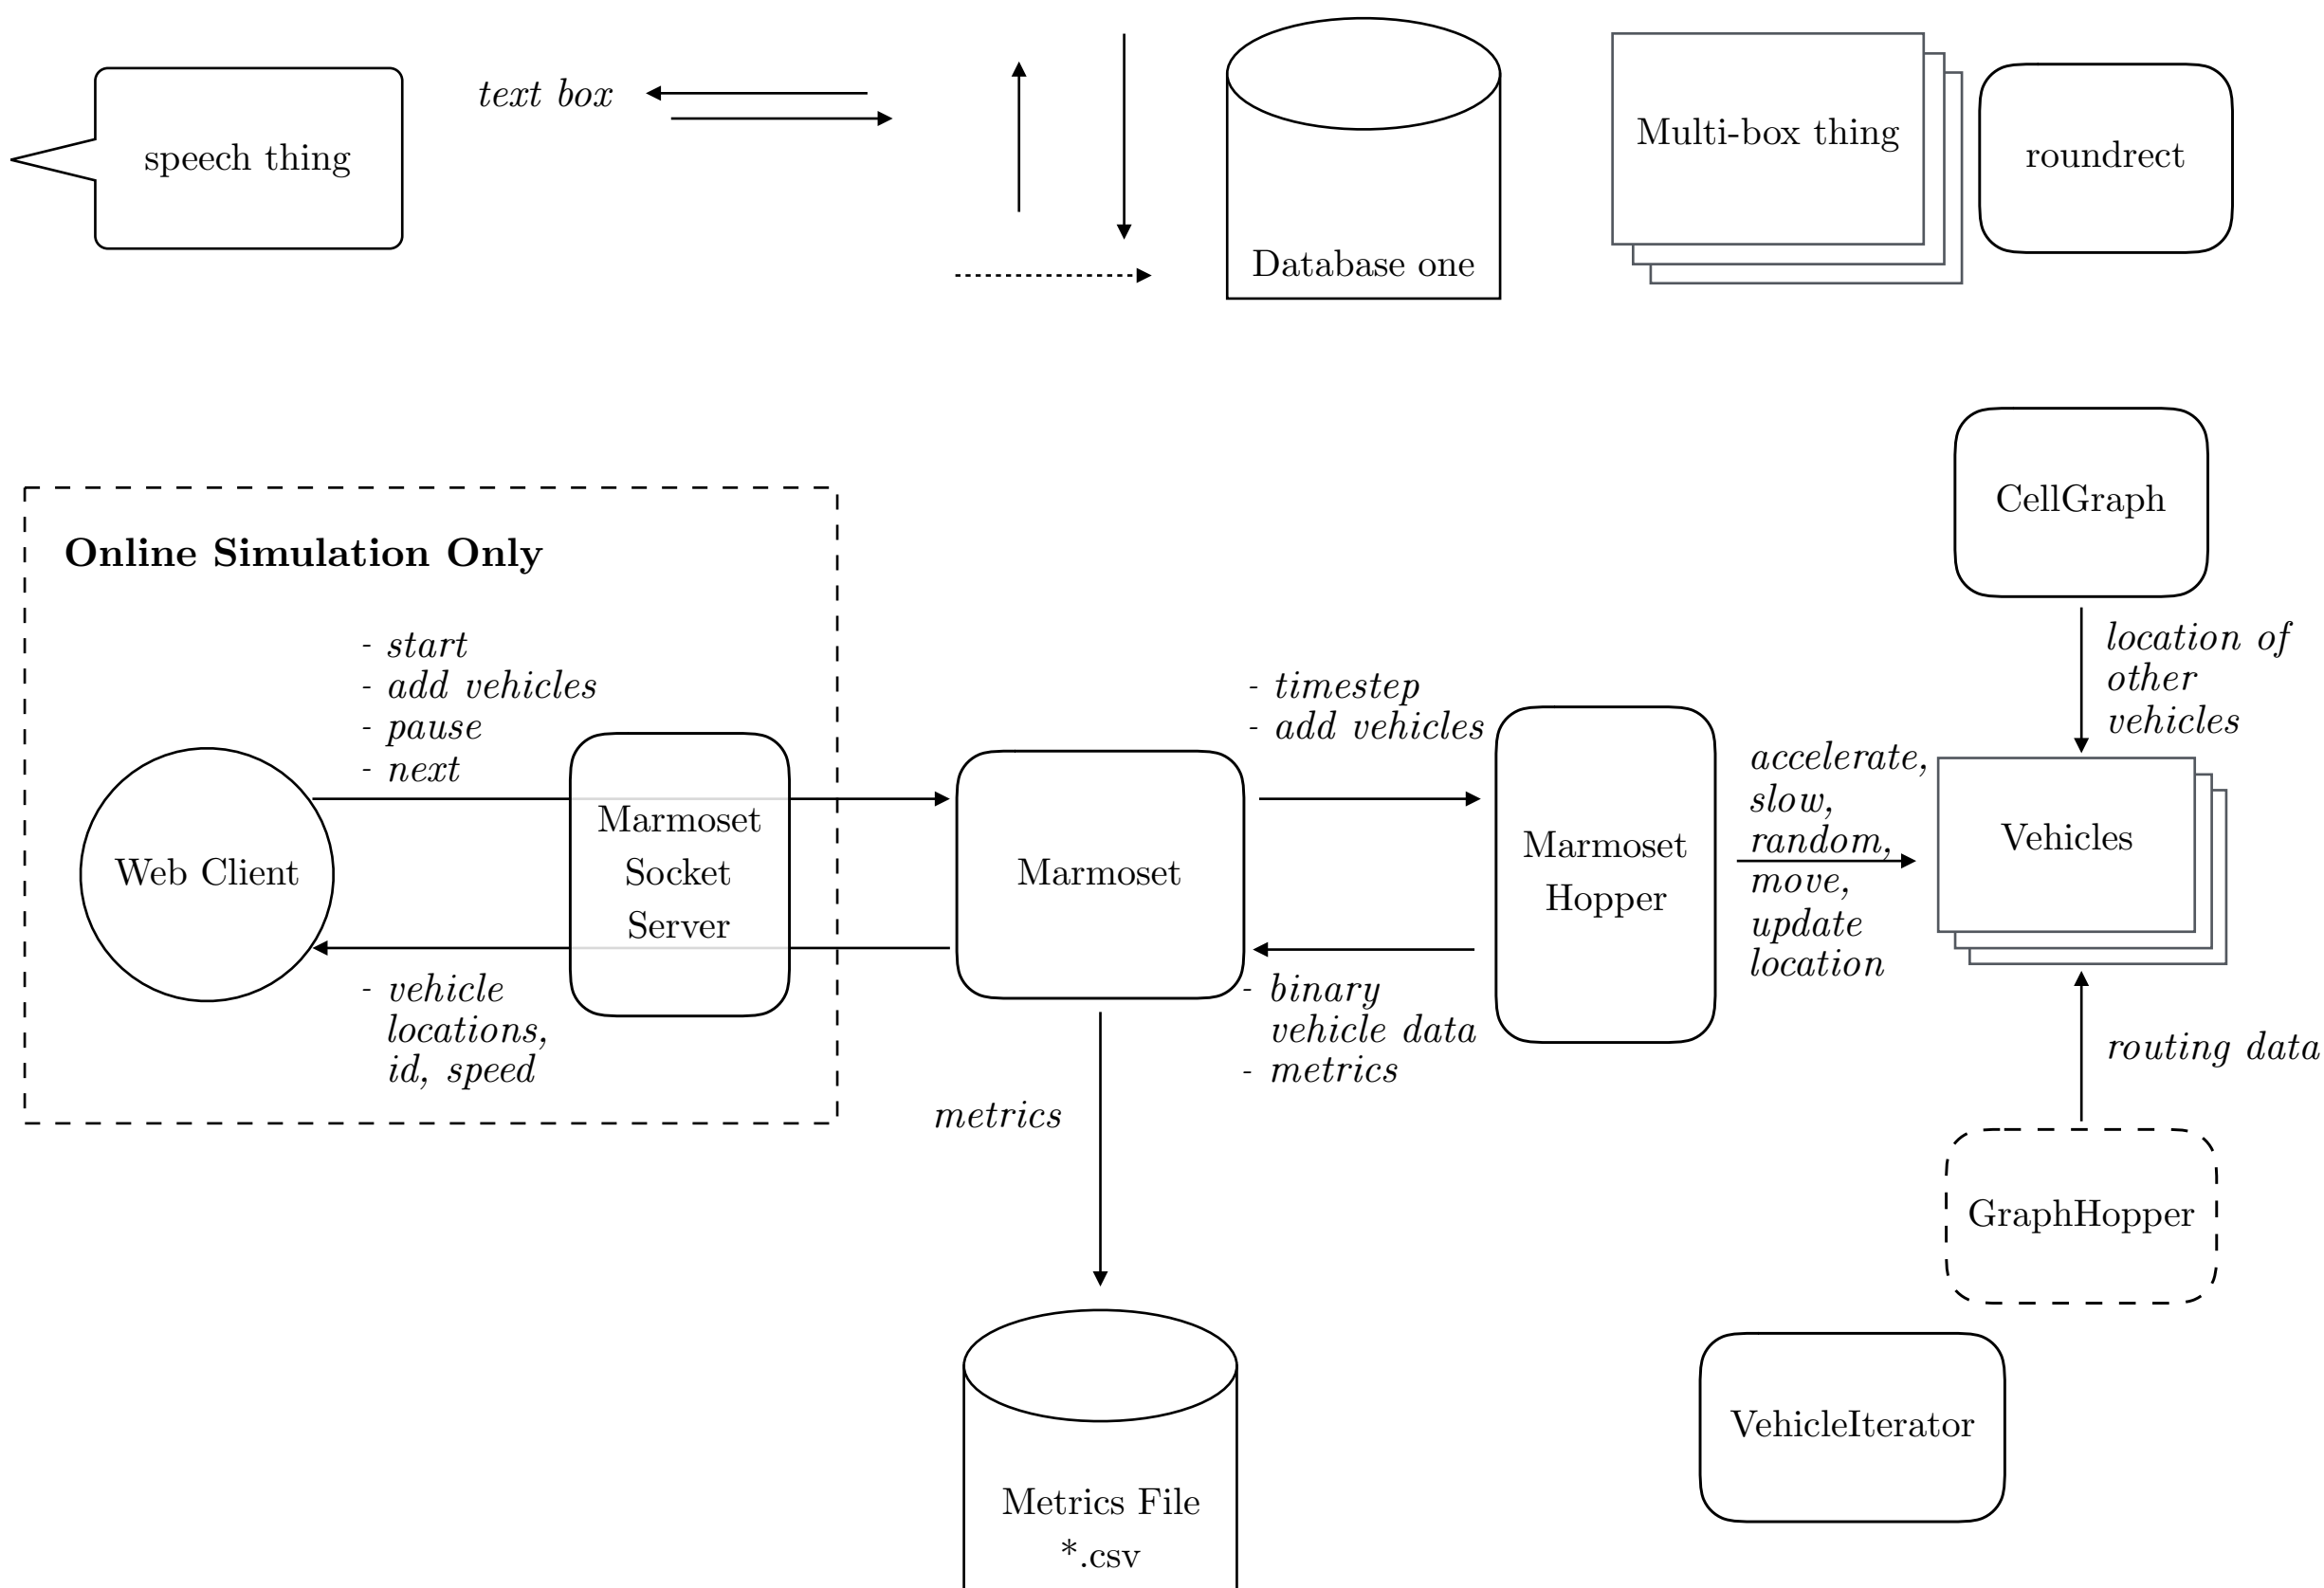 speech thing
text box
Database one
Multi-box thing
roundrect
CellGraph
location of
other
vehicles
Online Simulation Only
- start
- add vehicles
- pause
- next
Web Client
Marmoset
Socket
Server
- vehicle
locations,
id, speed
Marmoset
- timestep
- add vehicles
- binary
vehicle data
- metrics
Marmoset
Hopper
accelerate,
slow,
random,
move,
update
location
Vehicles
routing data
GraphHopper
metrics
Metrics File
*.csv
VehicleIterator